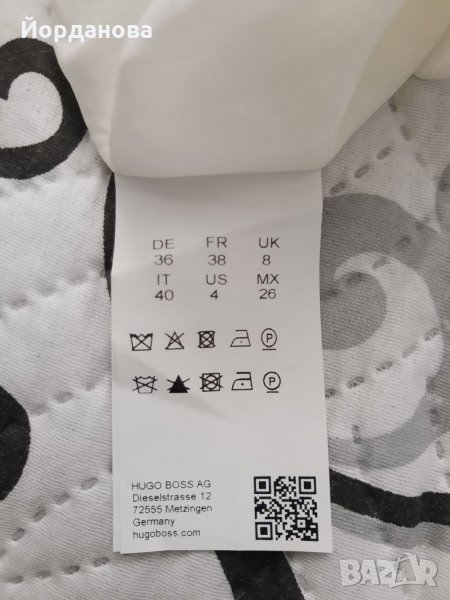 Йорданова
DE FR UK
36 38 8
IT US MX
40 4 26
P
P
HUGO BOSS AG
Dieselstrasse 12
72555 Metzingen
Germany
hugoboss.com
BAZAR